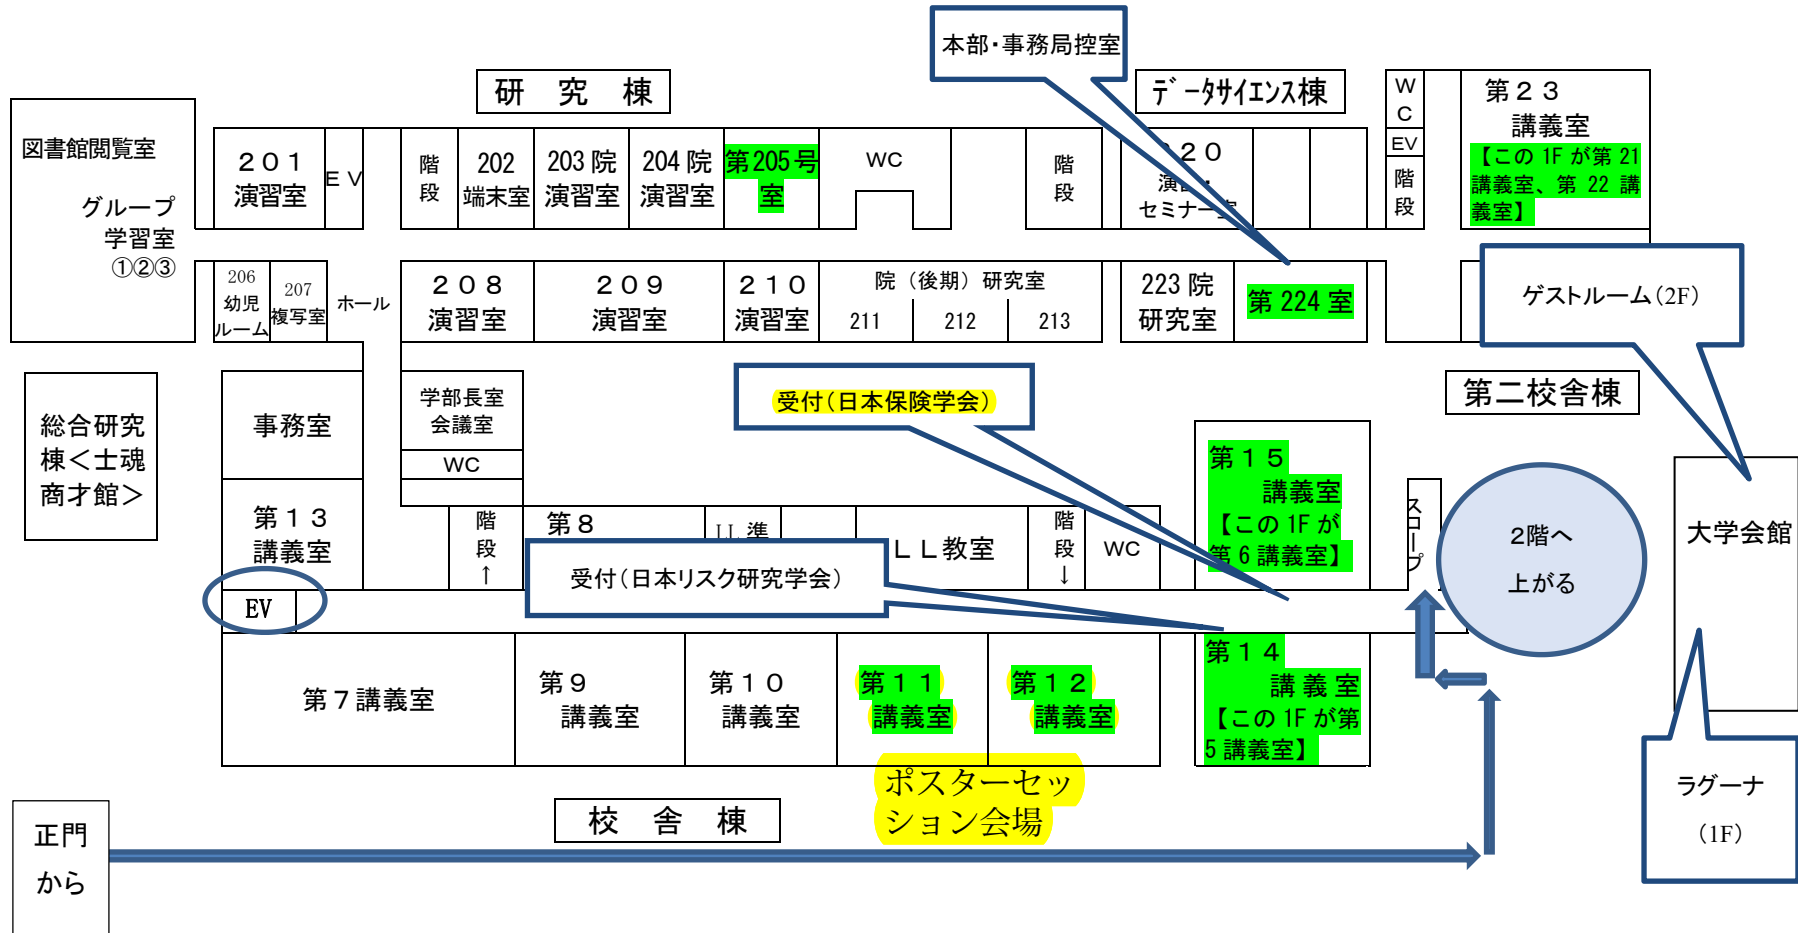 本部・事務局控室
研　究　棟
データサイエンス棟
図書館閲覧室
グループ
学習室
①②③
２０１
演習室
ＥＶ
階
段
202
端末室
203 院
演習室
204 院
演習室
第205 号
室
WC
階
段
20
演習・
セミナー室
W
C
EV
階
段
第２３
講義室
【この 1F が第 21
講義室、第 22 講
義室】
206
幼児
ルーム
207
複写室
ホール
２０８
演習室
２０９
演習室
２１０
演習室
院（後期）研究室
211
212
213
223 院
研究室
第 224 室
ゲストルーム（2F）
総合研究
棟＜士魂
商才館＞
事務室
学部長室
会議室
WC
受付（日本保険学会）
第二校舎棟
第１３
講義室
階
段
↑
第８
LL 準
ＬＬ教室
階
段
↓
WC
第１５
講義室
【この 1F が
第 6 講義室】
スロープ
２階へ
上がる
大学会館
受付（日本リスク研究学会）
EV
第７講義室
第９
講義室
第１０
講義室
第１１
講義室
第１２
講義室
第１４
講義室
【この 1F が第
5 講義室】
ポスターセッ
ション会場
校　舎　棟
ラグーナ
（1F）
正門
から